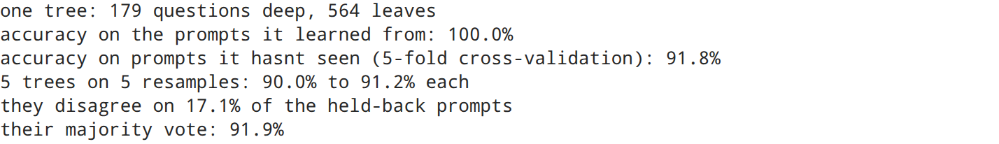 one tree: 179 questions deep, 564 leaves
accuracy on the prompts it learned from: 100.0%
accuracy on prompts it hasnt seen (5-fold cross-validation): 91.8%
5 trees on 5 resamples: 90.0% to 91.2% each
they disagree on 17.1% of the held-back prompts
their majority vote: 91.9%